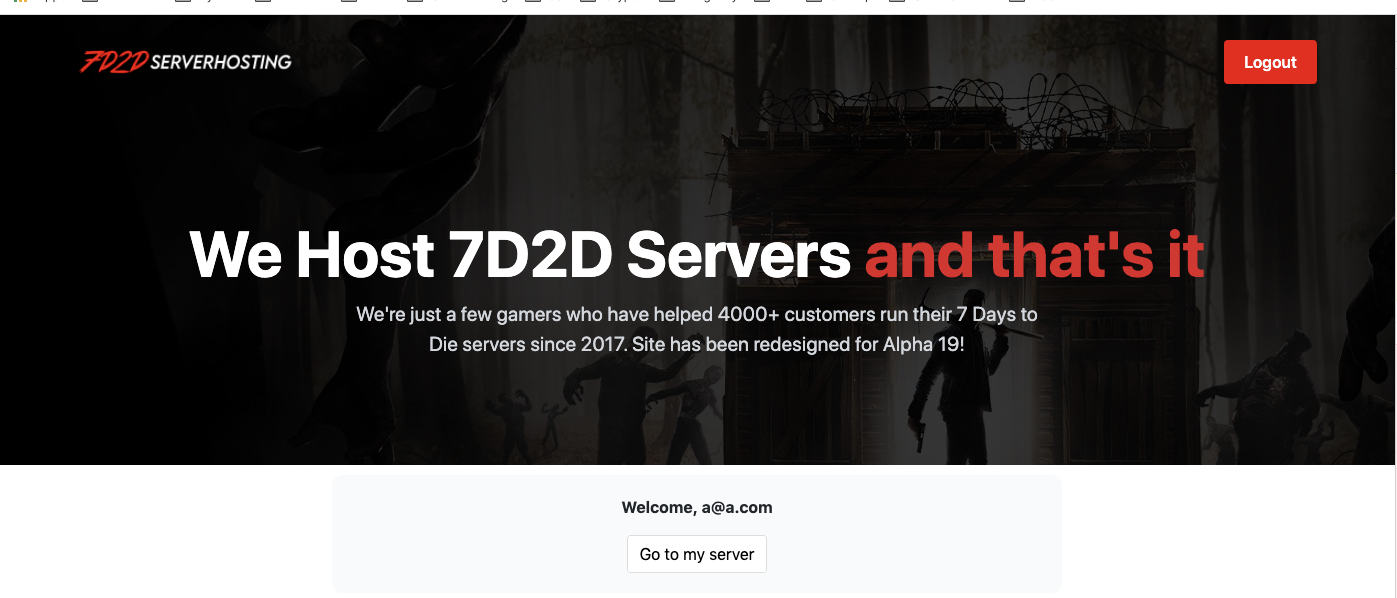 7D2D SERVERHOSTING
Logout
We Host 7D2D Servers and that's it
We're just a few gamers who have helped 4000+ customers run their 7 Days to
Die servers since 2017. Site has been redesigned for Alpha 19!
Welcome, a@a.com
Go to my server